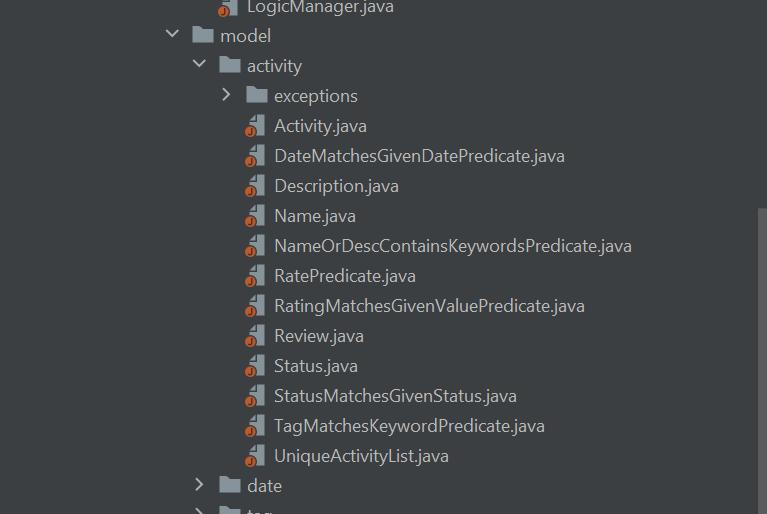 LogicManager.java
model
activity
exceptions
Activity.java
DateMatchesGivenDatePredicate.java
Description.java
Name.java
NameOrDescContainsKeywordsPredicate.java
RatePredicate.java
RatingMatchesGivenValuePredicate.java
Review.java
Status.java
StatusMatchesGivenStatus.java
TagMatchesKeywordPredicate.java
UniqueActivityList.java
date
tag